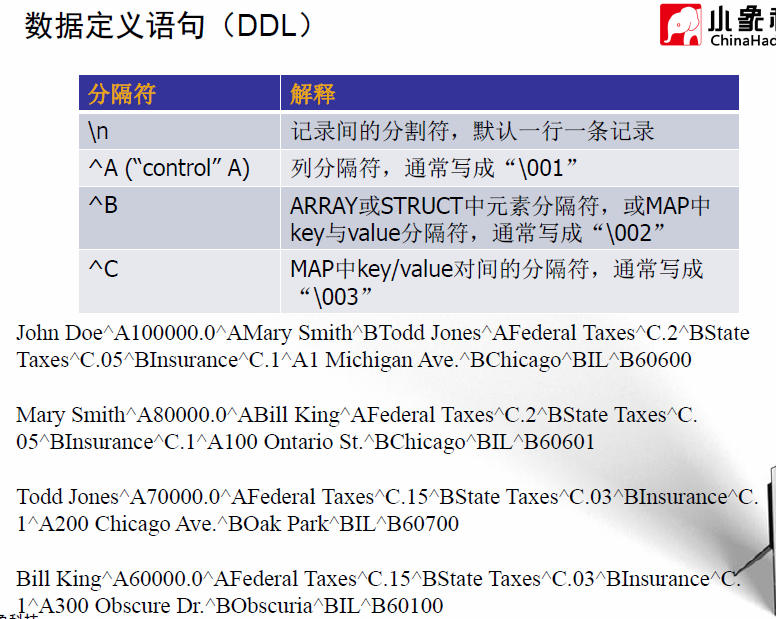 数据定义语句（DDL）
小象
ChinaHad
分隔符 解释
\n 记录间的分割符，默认一行一条记录
^A (“control” A) 列分隔符，通常写成“\001”
^B ARRAY或STRUCT中元素分隔符，或MAP中
key与value分隔符，通常写成“\002”
^C MAP中key/value对间的分隔符，通常写成
“\003”
John Doe^A100000.0^AMary Smith^BTodd Jones^AFederal Taxes^C.2^BState
Taxes^C.05^BInsurance^C.1^A1 Michigan Ave.^BChicago^BIL^B60600
Mary Smith^A80000.0^ABill King^AFederal Taxes^C.2^BState Taxes^C.
05^BInsurance^C.1^A100 Ontario St.^BChicago^BIL^B60601
Todd Jones^A70000.0^AFederal Taxes^C.15^BState Taxes^C.03^BInsurance^C.
1^A200 Chicago Ave.^BOak Park^BIL^B60700
Bill King^A60000.0^AFederal Taxes^C.15^BState Taxes^C.03^BInsurance^C.
1^A300 Obscure Dr.^BObscuria^BIL^B60100